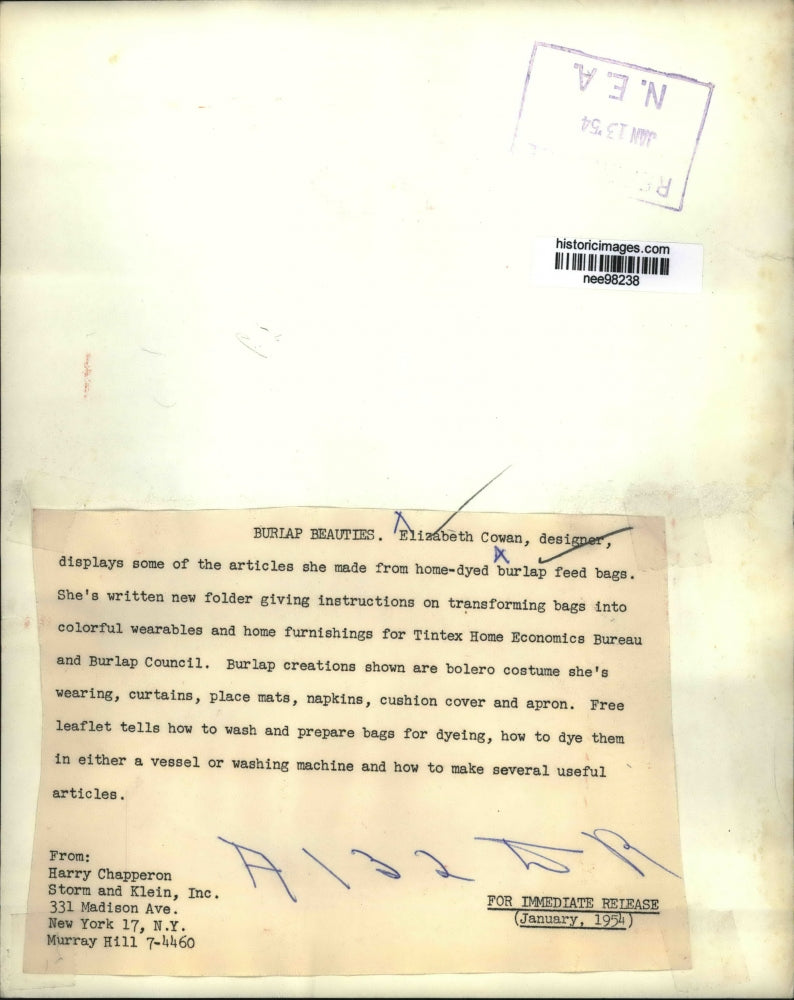 N.E.A.
JAN 13 '54
historicimages.com
nee98238
BURLAP BEAUTIES. Elizabeth Cowan, designer,
displays some of the articles she made from home-dyed burlap feed bags.
She's written new folder giving instructions on transforming bags into
colorful wearables and home furnishings for Tintex Home Economics Bureau
and Burlap Council. Burlap creations shown are bolero costume she's
wearing, curtains, place mats, napkins, cushion cover and apron. Free
leaflet tells how to wash and prepare bags for dyeing, how to dye them
in either a vessel or washing machine and how to make several useful
articles.
A132
From:
Harry Chapperon
Storm and Klein, Inc.
331 Madison Ave.
New York 17, N.Y.
Murray Hill 7-4460
FOR IMMEDIATE RELEASE
(January, 1954)